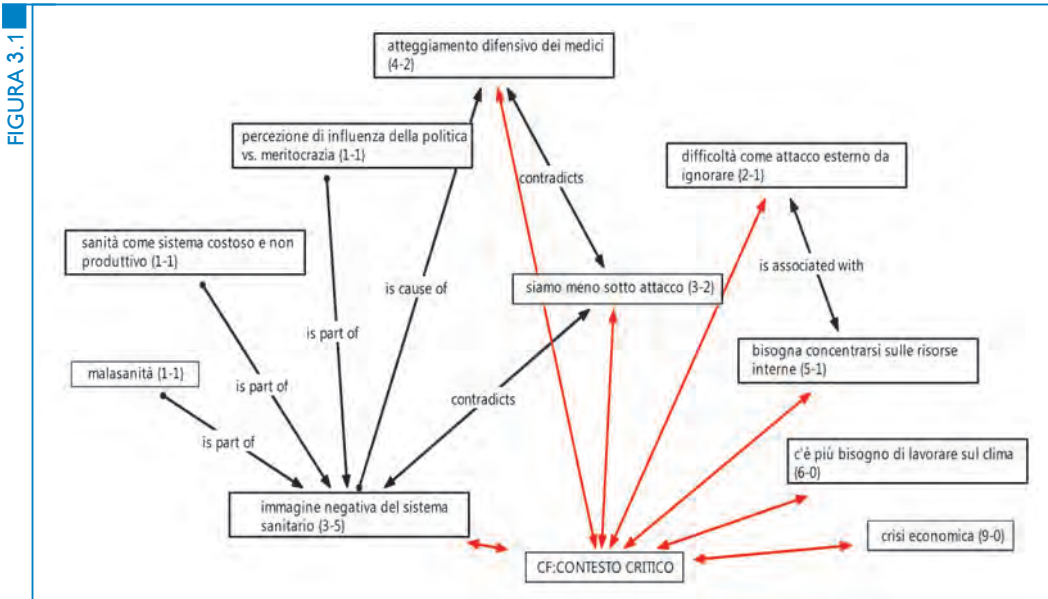 FIGURA 3.1
atteggiamento difensivo dei medici
(4-2)
percezione di influenza della politica
vs. meritocrazia (1-1)
difficoltà come attacco esterno da
ignorare (2-1)
contradicts
sanità come sistema costoso e non
produttivo (1-1)
is associated with
is cause of
siamo meno sotto attacco (3-2)
is part of
bisogna concentrarsi sulle risorse
interne (5-1)
malasanità (1-1)
is part of
contradicts
is part of
c'è più bisogno di lavorare sul clima
(6-0)
immagine negativa del sistema
sanitario (3-5)
crisi economica (9-0)
CF:CONTESTO CRITICO